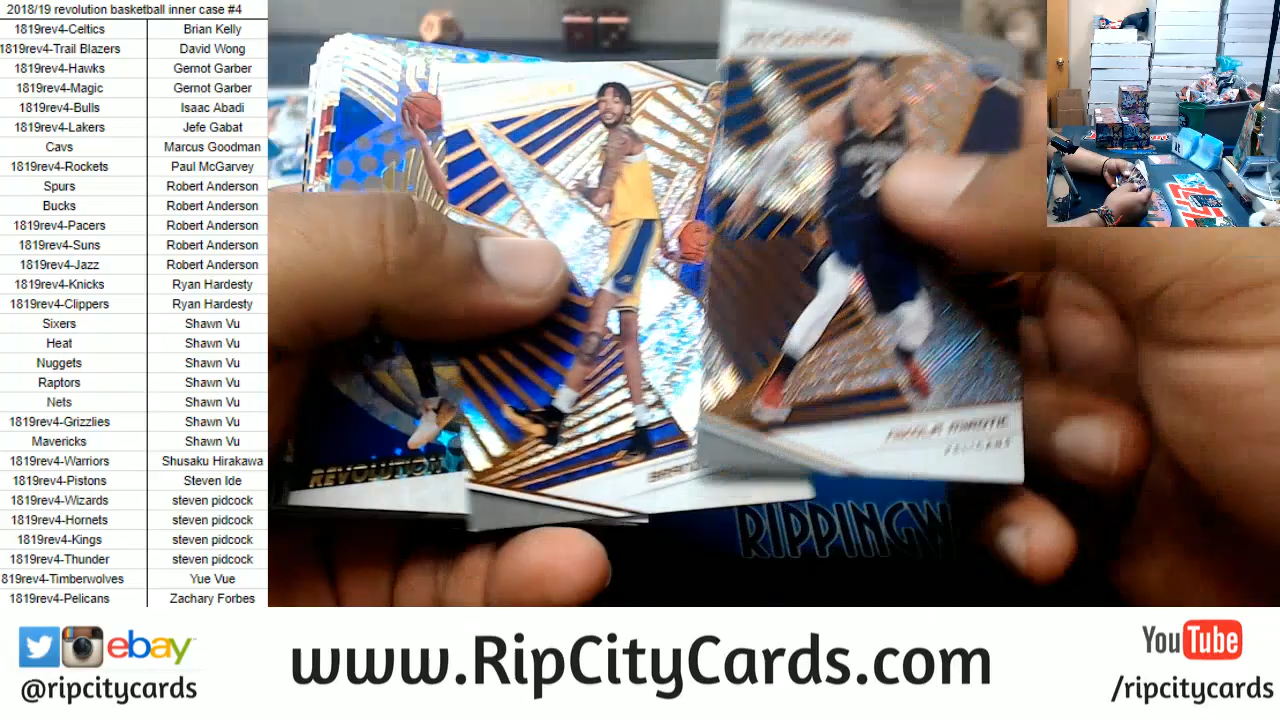 2018/19 revolution basketball inner case #4
1819rev4-Celtics Brian Kelly
1819rev4-Trail Blazers David Wong
1819rev4-Hawks Gernot Garber
1819rev4-Magic Gernot Garber
1819rev4-Bulls Isaac Abadi
1819rev4-Lakers Jefe Gabat
Cavs Marcus Goodman
1819rev4-Rockets Paul McGarvey
Spurs Robert Anderson
Bucks Robert Anderson
1819rev4-Pacers Robert Anderson
1819rev4-Suns Robert Anderson
1819rev4-Jazz Robert Anderson
1819rev4-Knicks Ryan Hardesty
1819rev4-Clippers Ryan Hardesty
Sixers Shawn Vu
Heat Shawn Vu
Nuggets Shawn Vu
Raptors Shawn Vu
Nets Shawn Vu
1819rev4-Grizzlies Shawn Vu
Mavericks Shawn Vu
1819rev4-Warriors Shusaku Hirakawa
1819rev4-Pistons Steven Ide
1819rev4-Wizards steven pidcock
1819rev4-Hornets steven pidcock
1819rev4-Kings steven pidcock
1819rev4-Thunder steven pidcock
819rev4-Timberwolves Yue Vue
1819rev4-Pelicans Zachary Forbes
REVOLUTION
NIKOLA MIROTIC
PELICANS
RIPPINGW
ebay
@ripcitycards
www.RipCityCards.com
YouTube
/ripcitycards